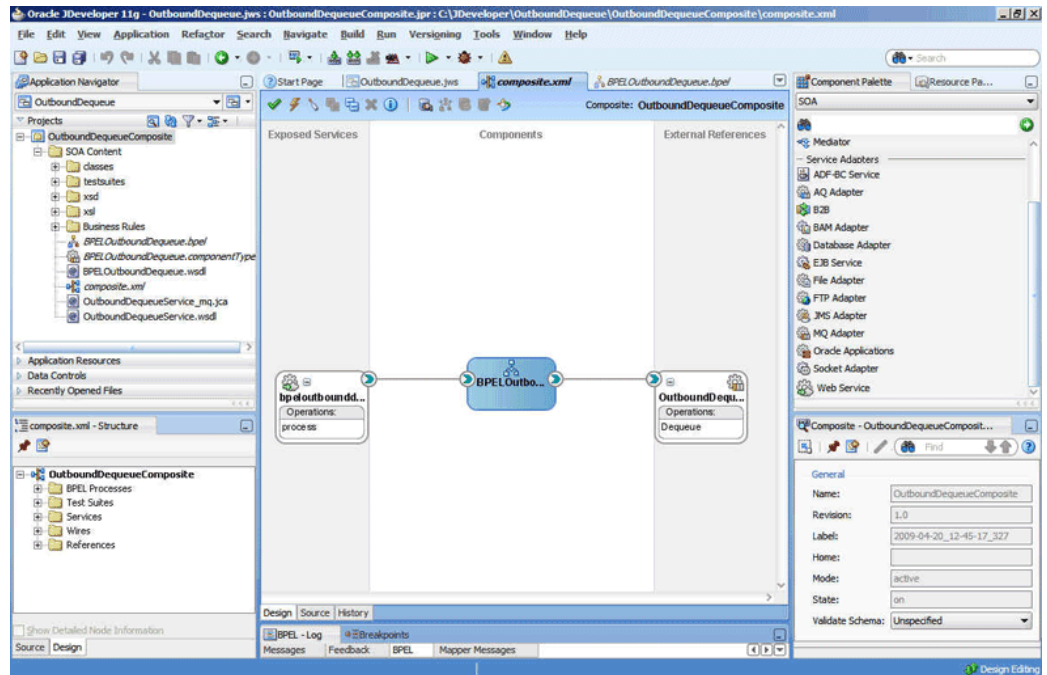 Oracle JDeveloper 11g - OutboundDequeue.jws : OutboundDequeueComposite.jpr : C:\JDeveloper\OutboundDequeue\OutboundDequeueComposite\composite.xml
File Edit View Application Refactor Search Navigate Build Run Versioning Tools Window Help
Search
Application Navigator
OutboundDequeue
Projects
OutboundDequeueComposite
SOA Content
classes
testsuites
xsd
xsl
Business Rules
BPELOutboundDequeue.bpel
BPELOutboundDequeue.componentType
BPELOutboundDequeue.wsdl
composite.xml
OutboundDequeueService_mq.jca
OutboundDequeueService.wsdl
Application Resources
Data Controls
Recently Opened Files
composite.xml - Structure
OutboundDequeueComposite
BPEL Processes
Test Suites
Services
Wires
References
Show Detailed Node Information
Source Design
Start Page OutboundDequeue.jws composite.xml BPELOutboundDequeue.bpel
Composite: OutboundDequeueComposite
Exposed Services Components External References
bpeloutboundd...
Operations:
process
BPELOutbo...
OutboundDequ...
Operations:
Dequeue
Design Source History
BPEL - Log Breakpoints
Messages Feedback BPEL Mapper Messages
Component Palette Resource Pa...
SOA
Mediator
Service Adapters
ADF-BC Service
AQ Adapter
B2B
BAM Adapter
Database Adapter
EJB Service
File Adapter
FTP Adapter
JMS Adapter
MQ Adapter
Oracle Applications
Socket Adapter
Web Service
Composite - OutboundDequeueComposit...
Find
General
Name: OutboundDequeueComposite
Revision: 1.0
Label: 2009-04-20_12-45-17_327
Home:
Mode: active
State: on
Validate Schema: Unspecified
Design Editing